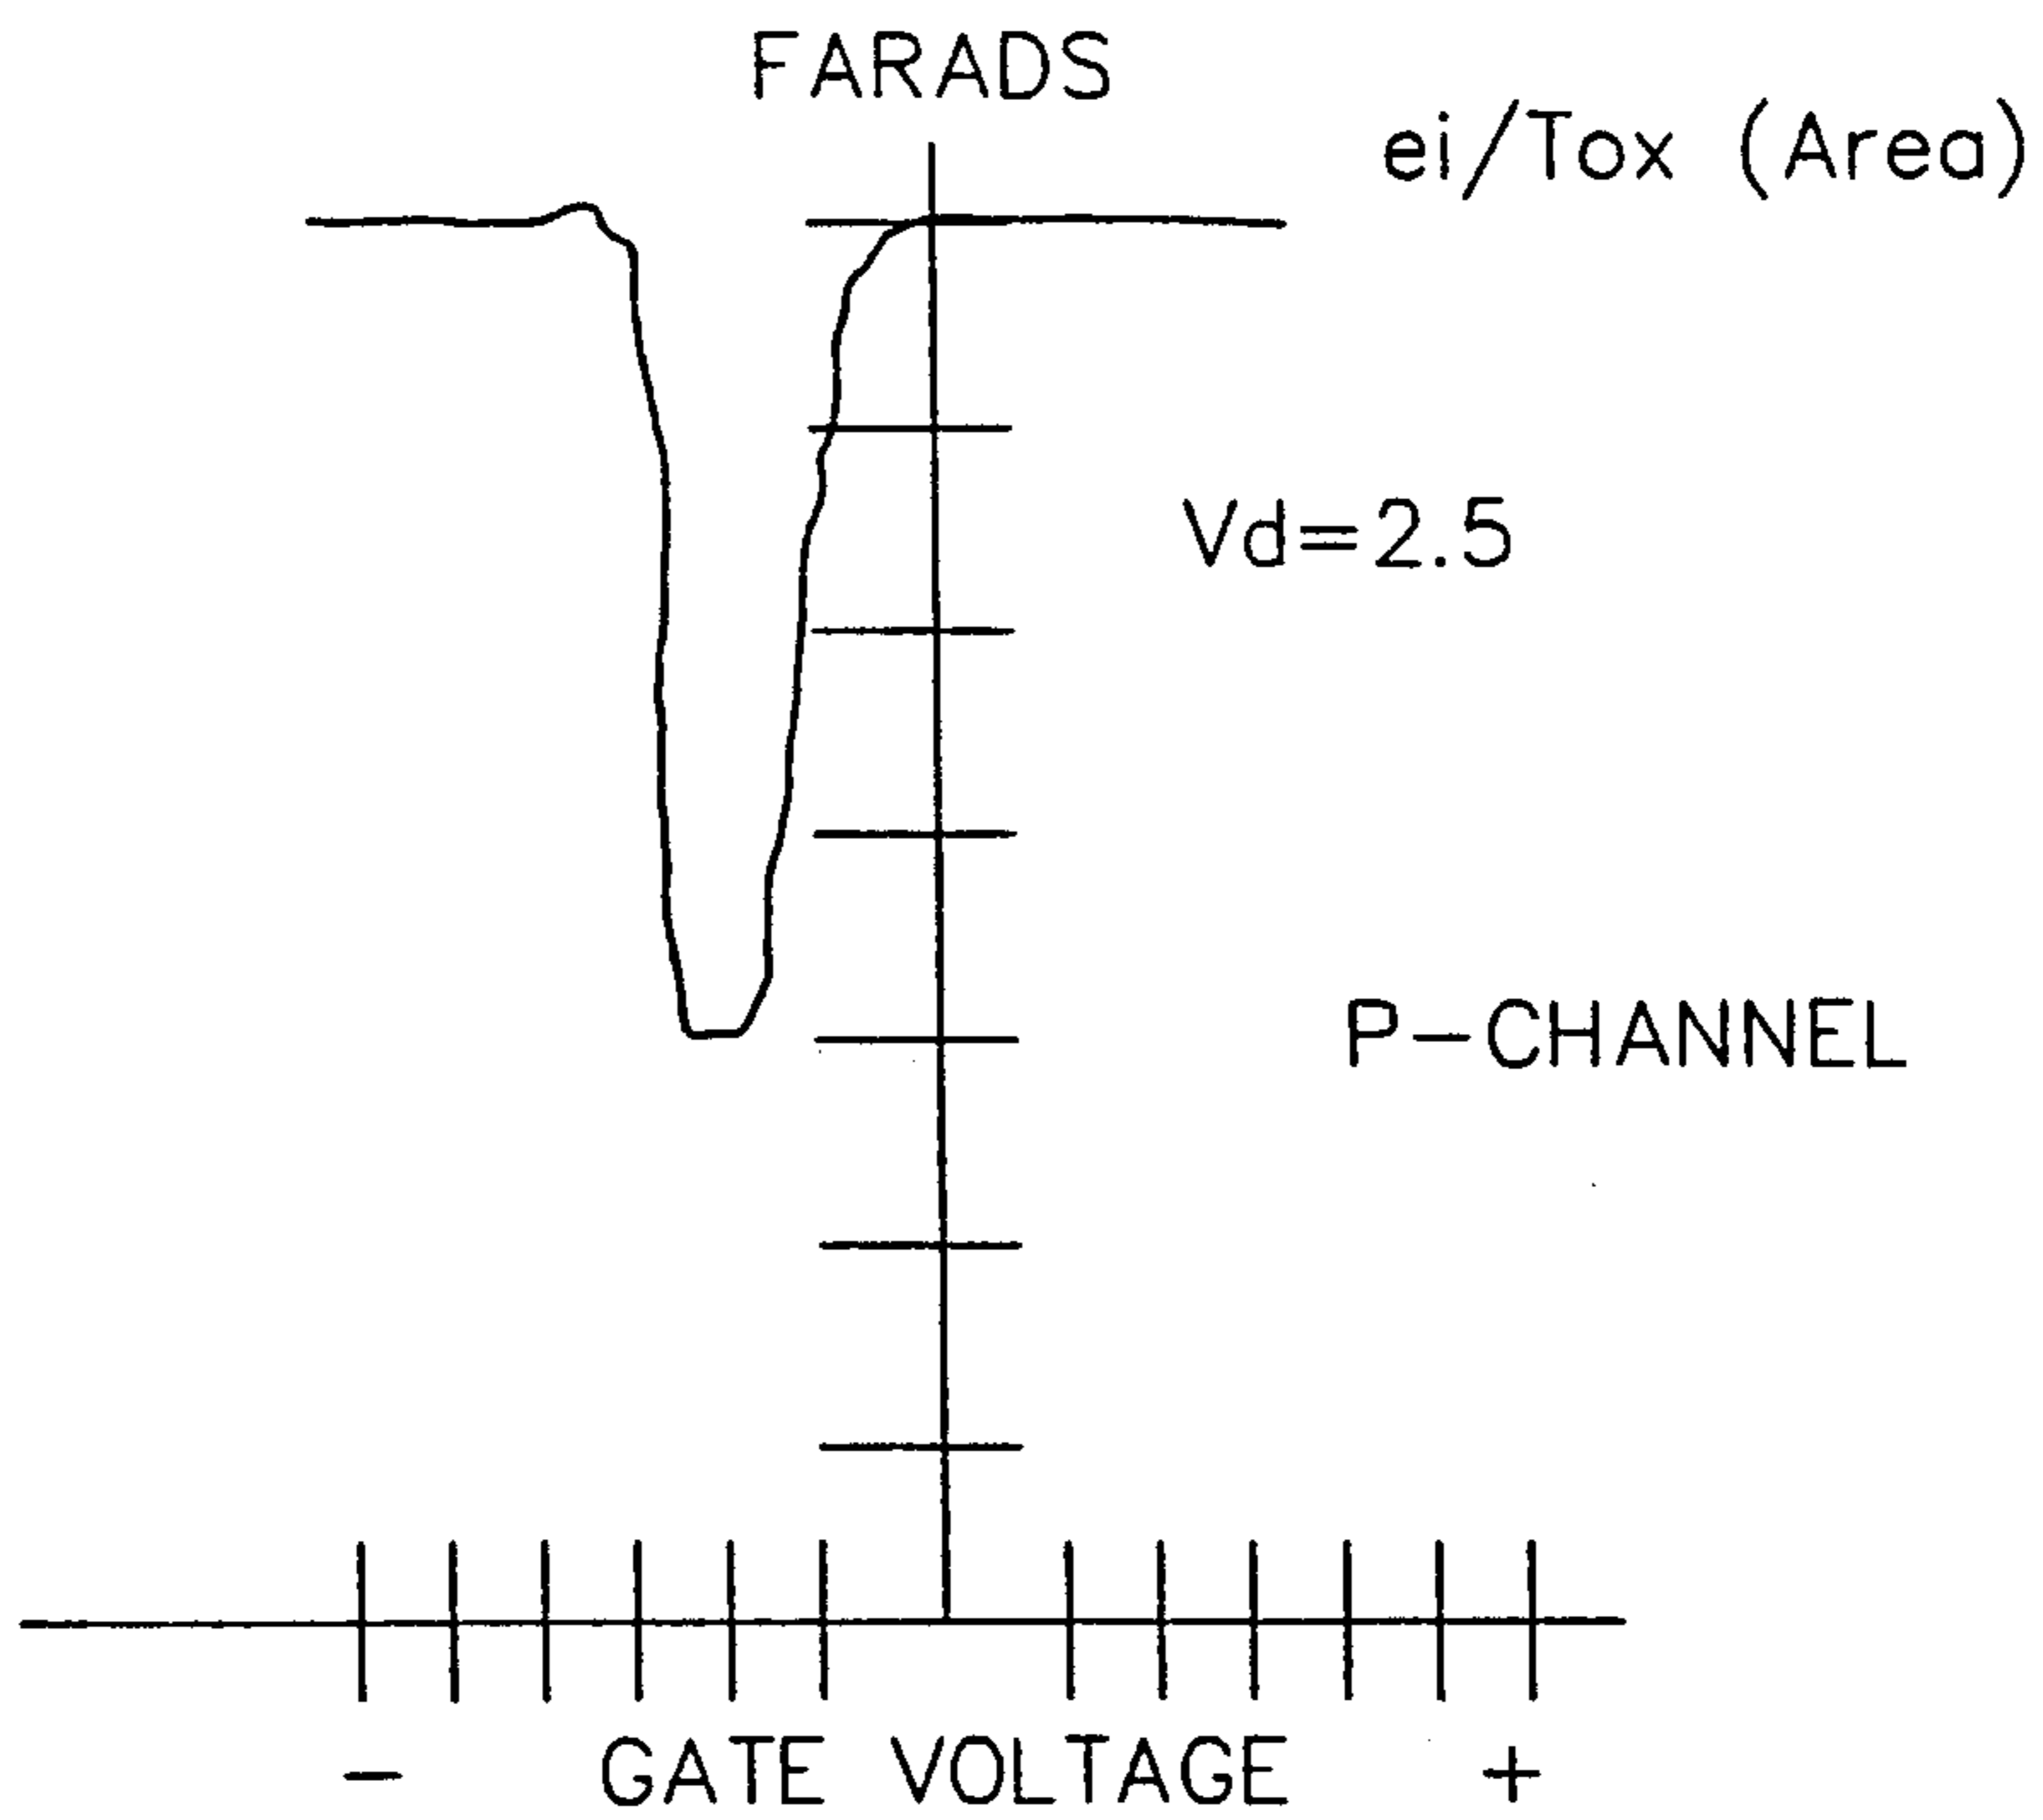 FARADS
ei/Tox (Area)
Vd=2.5
P-CHANNEL
- GATE VOLTAGE +